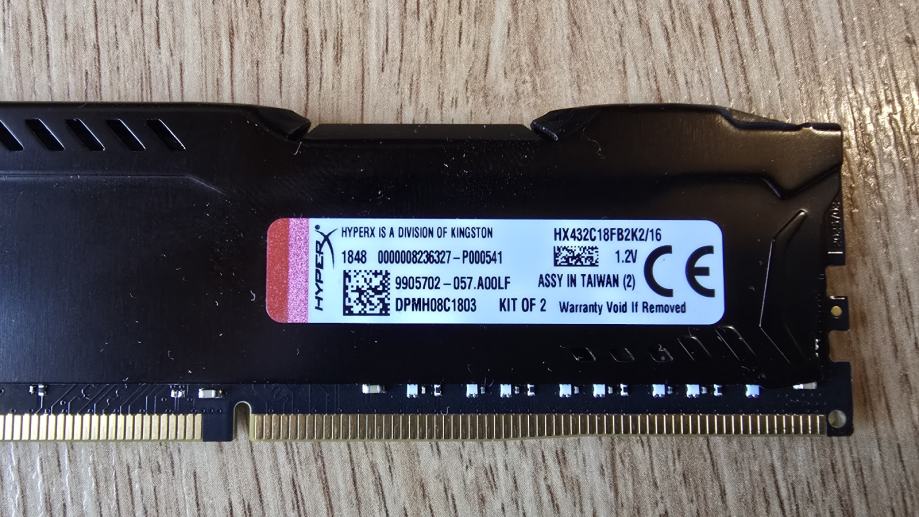 HYPERX
HYPERX IS A DIVISION OF KINGSTON
1848 0000008236327-P000541
9905702-057.A00LF
DPMH08C1803 KIT OF 2
HX432C18FB2K2/16
1.2V
ASSY IN TAIWAN (2)
Warranty Void If Removed
CE